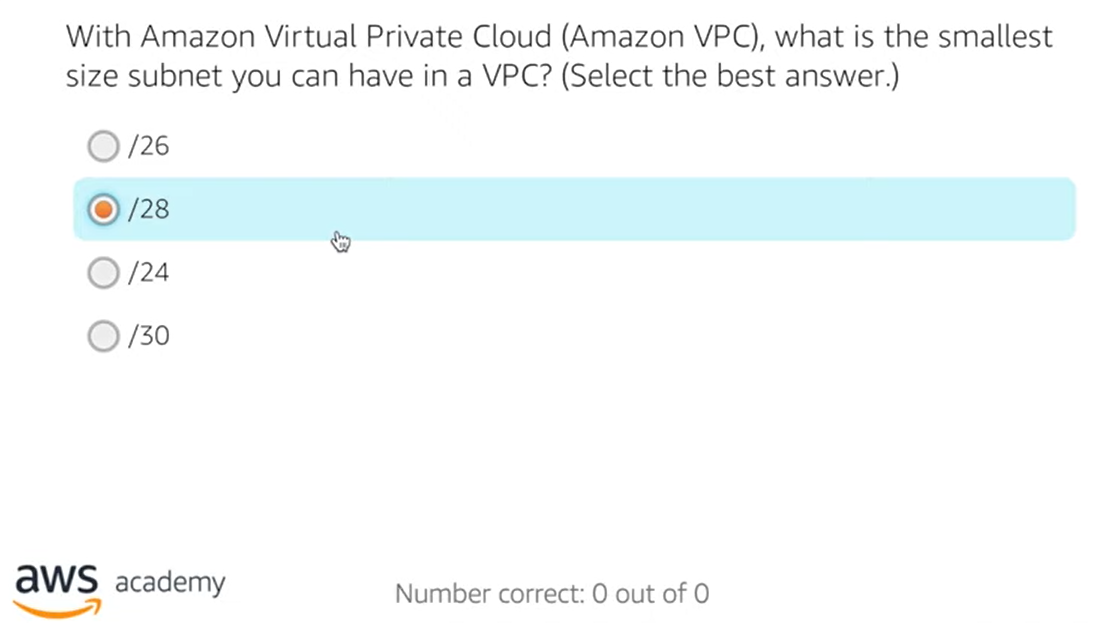 With Amazon Virtual Private Cloud (Amazon VPC), what is the smallest
size subnet you can have in a VPC? (Select the best answer.)
/26
/28
/24
/30
aws academy
Number correct: 0 out of 0